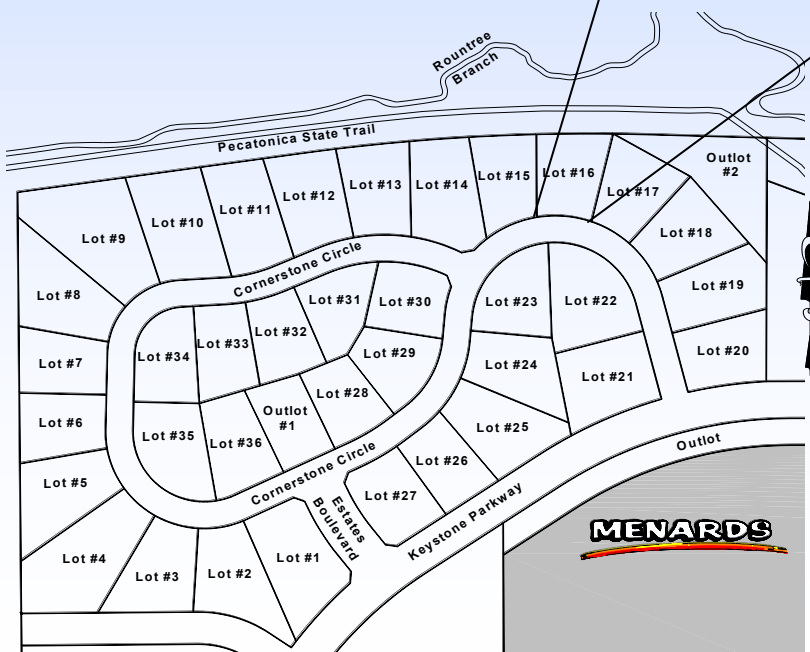 Rountree
Branch
Pecatonica State Trail
Outlot
#2
Lot #16
Lot #15
Lot #14
Lot #13
Lot #12
Lot #11
Lot #10
Lot #9
Lot #17
Lot #18
Lot #19
Lot #20
Cornerstone Circle
Lot #8
Lot #7
Lot #6
Lot #5
Lot #4
Lot #3
Lot #2
Lot #1
Lot #31
Lot #30
Lot #23
Lot #22
Lot #32
Lot #33
Lot #34
Lot #29
Lot #24
Lot #21
Lot #28
Outlot
#1
Lot #36
Lot #35
Lot #25
Lot #26
Lot #27
Cornerstone Circle
Estates
Boulevard
Keystone Parkway
Outlot
MENARDS